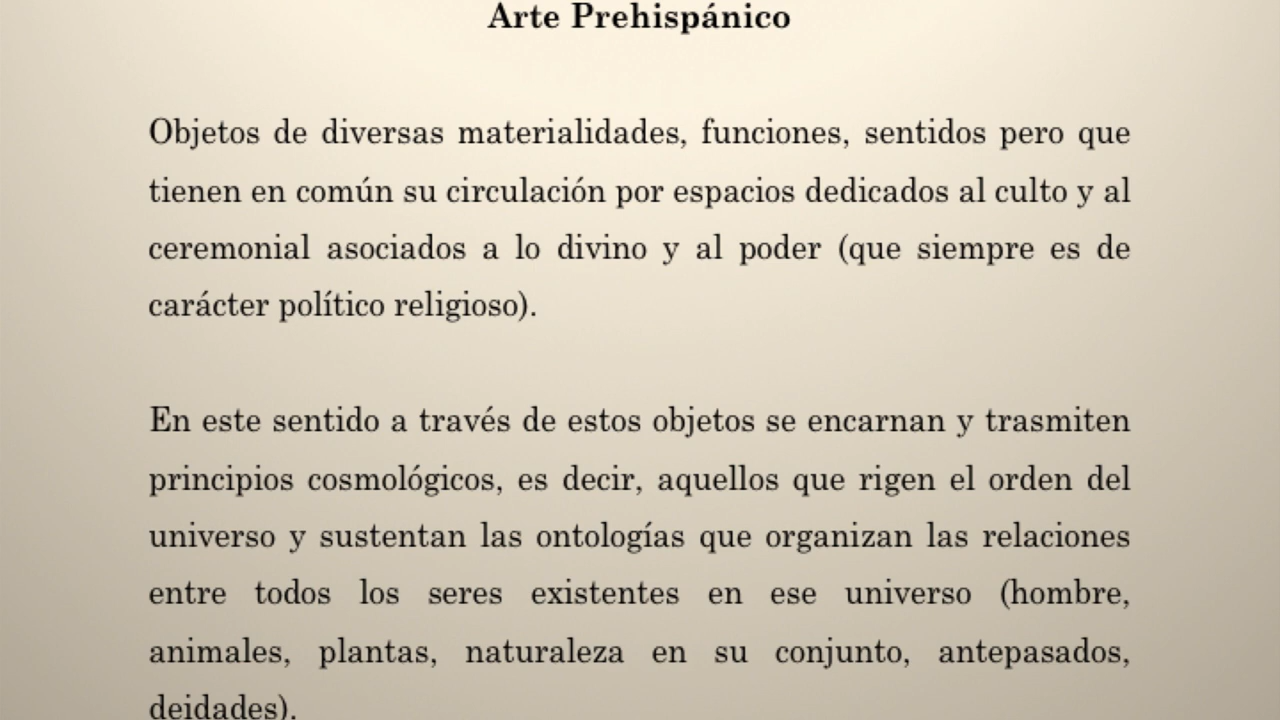 Arte Prehispánico
Objetos de diversas materialidades, funciones, sentidos pero que
tienen en común su circulación por espacios dedicados al culto y al
ceremonial asociados a lo divino y al poder (que siempre es de
carácter político religioso).
En este sentido a través de estos objetos se encarnan y trasmiten
principios cosmológicos, es decir, aquellos que rigen el orden del
universo y sustentan las ontologías que organizan las relaciones
entre todos los seres existentes en ese universo (hombre,
animales, plantas, naturaleza en su conjunto, antepasados,
deidades).